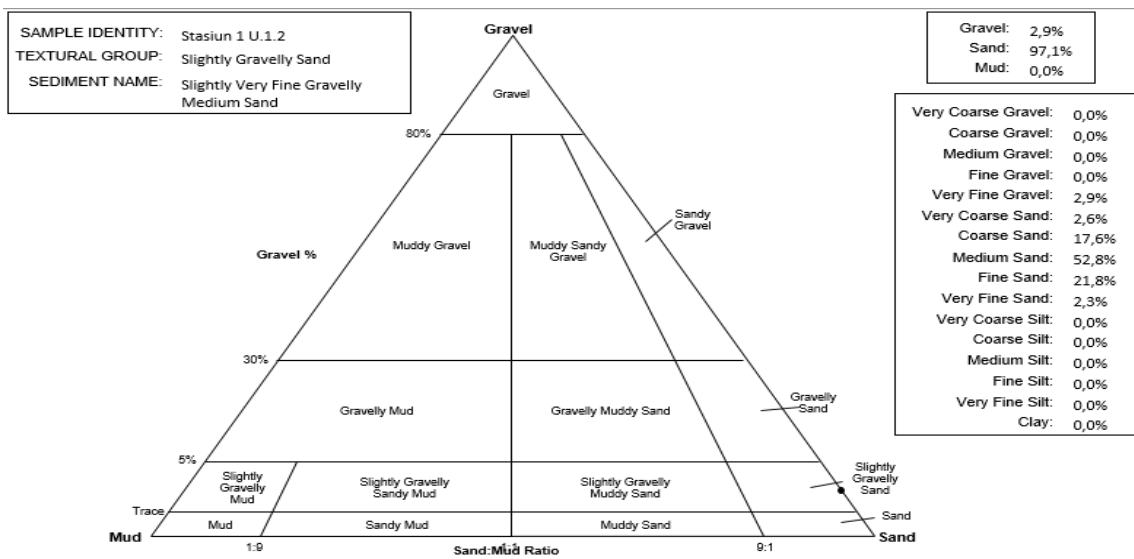 SAMPLE IDENTITY: Stasiun 1 U.1.2
TEXTURAL GROUP: Slightly Gravelly Sand
SEDIMENT NAME: Slightly Very Fine Gravelly
Medium Sand
Gravel: 2,9%
Sand: 97,1%
Mud: 0,0%
Very Coarse Gravel: 0,0%
Coarse Gravel: 0,0%
Medium Gravel: 0,0%
Fine Gravel: 0,0%
Very Fine Gravel: 2,9%
Very Coarse Sand: 2,6%
Coarse Sand: 17,6%
Medium Sand: 52,8%
Fine Sand: 21,8%
Very Fine Sand: 2,3%
Very Coarse Silt: 0,0%
Coarse Silt: 0,0%
Medium Silt: 0,0%
Fine Silt: 0,0%
Very Fine Silt: 0,0%
Clay: 0,0%
Gravel
Gravel
80%
Sandy
Gravel
Muddy Gravel
Muddy Sandy
Gravel
Gravel %
30%
Gravelly Mud
Gravelly Muddy Sand
Gravelly
Sand
5%
Slightly
Gravelly
Mud
Slightly Gravelly
Sandy Mud
Slightly Gravelly
Muddy Sand
Slightly
Gravelly
Sand
Trace
Mud
Sandy Mud
Muddy Sand
Sand
Mud
Sand
1:9
1:1
9:1
Sand:Mud Ratio